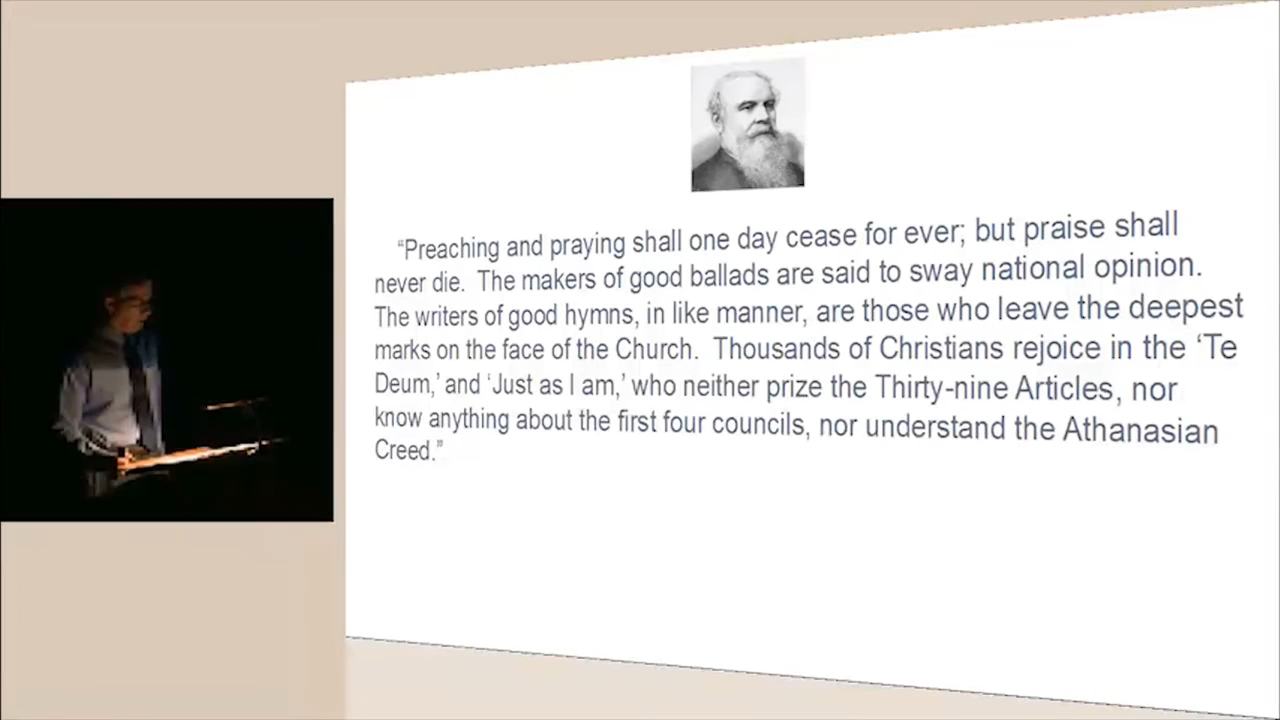 “Preaching and praying shall one day cease for ever; but praise shall
never die.  The makers of good ballads are said to sway national opinion.
The writers of good hymns, in like manner, are those who leave the deepest
marks on the face of the Church.  Thousands of Christians rejoice in the ‘Te
Deum,’ and ‘Just as I am,’ who neither prize the Thirty-nine Articles, nor
know anything about the first four councils, nor understand the Athanasian
Creed.”